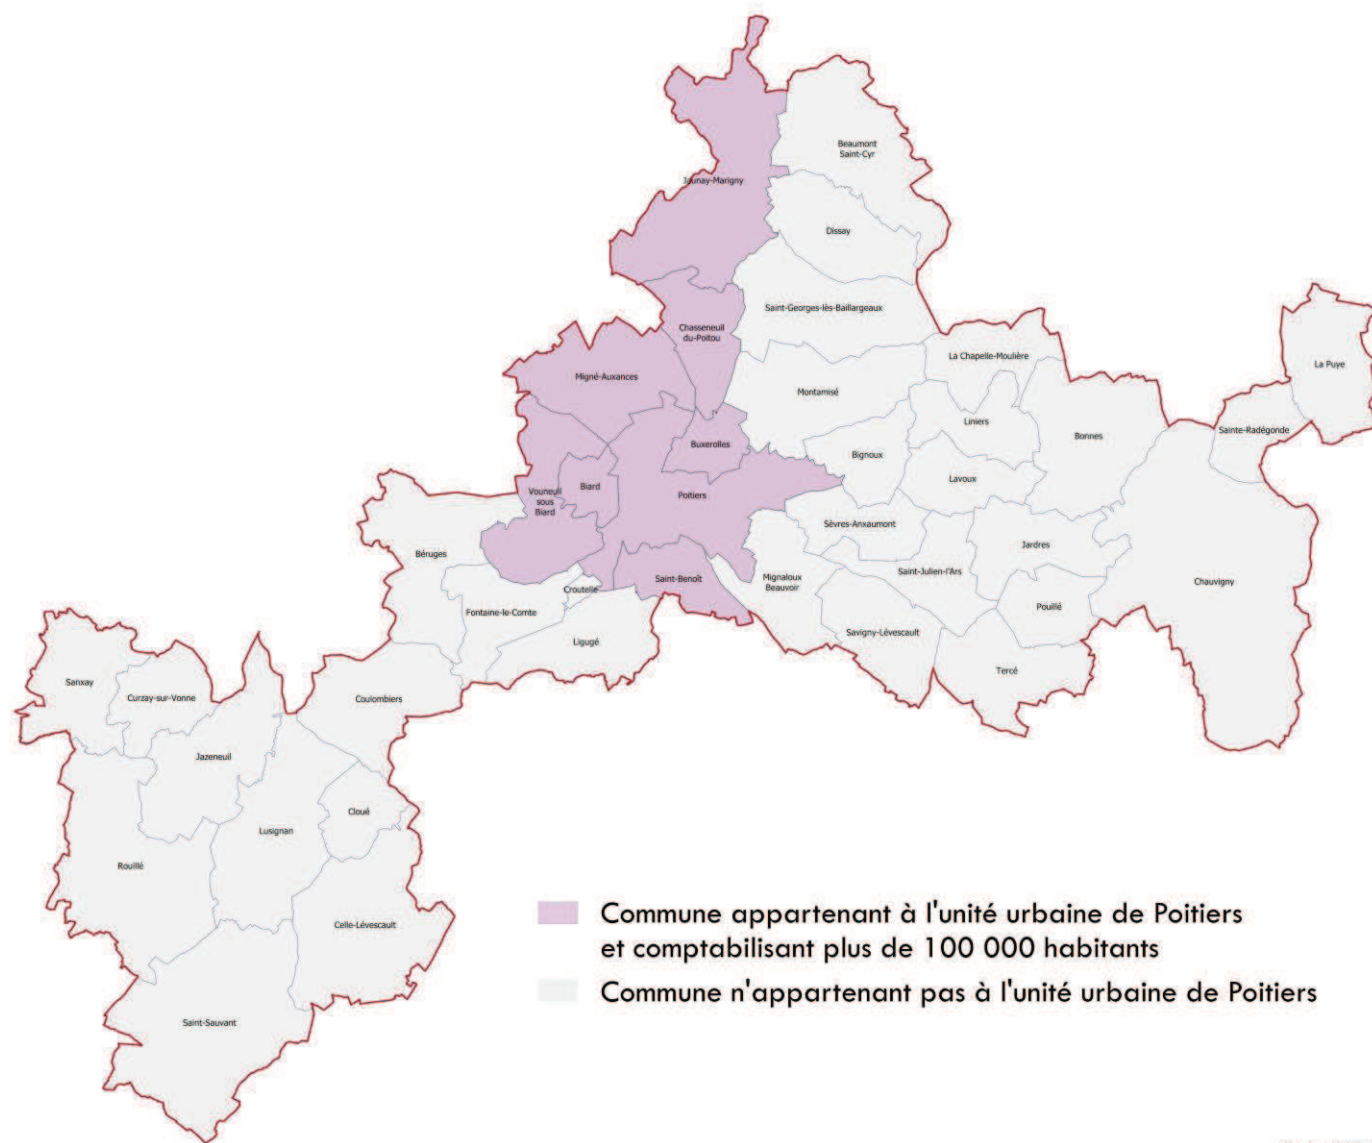 Beaumont
Saint-Cyr
Jaunay-Marigny
Dissay
Saint-Georges-lès-Baillargeaux
Chasseneuil
du-Poitou
La Chapelle-Moulière
La Puye
Migné-Auxances
Montamisé
Liniers
Sainte-Radégonde
Bonnes
Buxerolles
Bignoux
Lavoux
Biard
Vouneuil
sous
Biard
Poitiers
Sèvres-Anxaumont
Jardres
Béruges
Saint-Julien-l'Ars
Mignaloux
Beauvoir
Saint-Benoît
Chauvigny
Croutelle
Fontaine-le-Comte
Pouillé
Savigny-Lévescault
Ligugé
Tercé
Sanxay
Curzay-sur-Vonne
Coulombiers
Jazeneuil
Cloué
Lusignan
Rouillé
Celle-Lévescault
Saint-Sauvant
Commune appartenant à l'unité urbaine de Poitiers
et comptabilisant plus de 100 000 habitants
Commune n'appartenant pas à l'unité urbaine de Poitiers